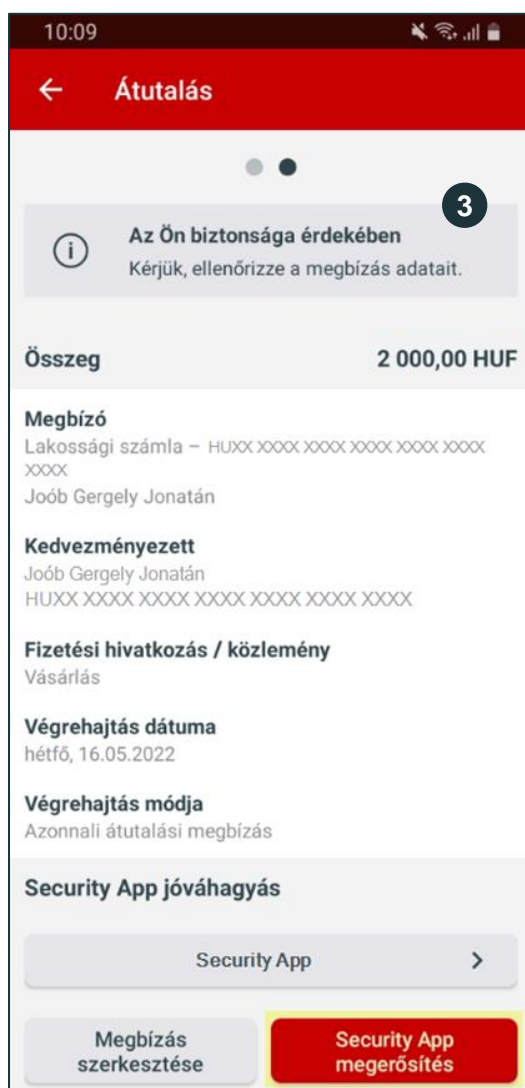 10:09
Átutalás
3
Az Ön biztonsága érdekében
Kérjük, ellenőrizze a megbízás adatait.
Összeg 2 000,00 HUF
Megbízó
Lakossági számla – HUXX XXXX XXXX XXXX XXXX XXXX
XXXX
Joób Gergely Jonatán
Kedvezményezett
Joób Gergely Jonatán
HUXX XXXX XXXX XXXX XXXX XXXX XXXX
Fizetési hivatkozás / közlemény
Vásárlás
Végrehajtás dátuma
hétfő, 16.05.2022
Végrehajtás módja
Azonnali átutalási megbízás
Security App jóváhagyás
Security App
Megbízás
szerkesztése
Security App
megerősítés